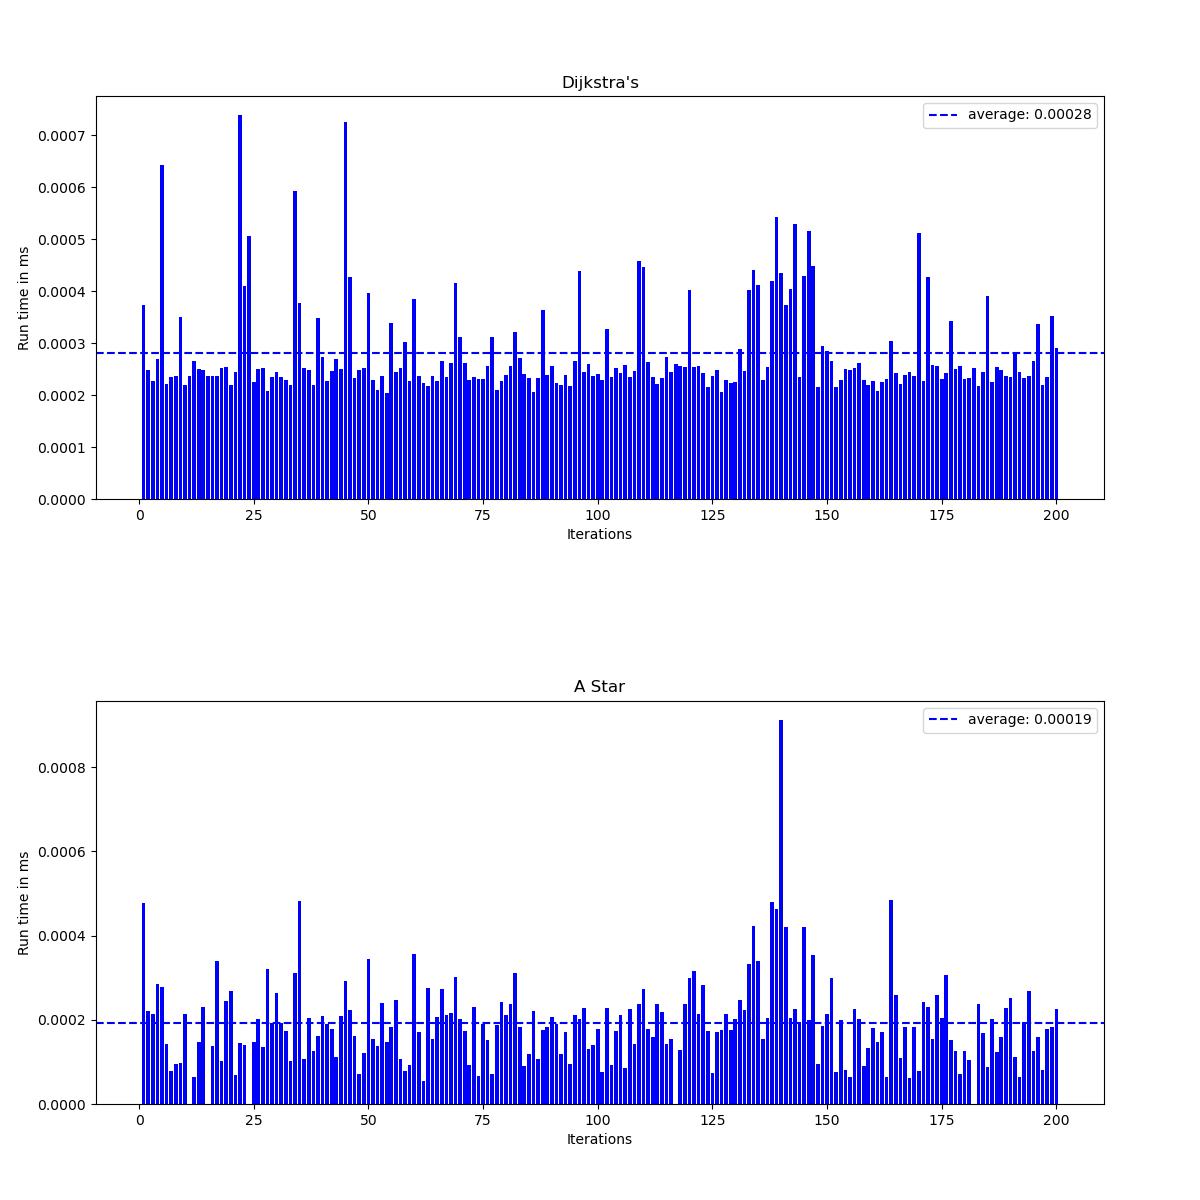 Dijkstra's
average: 0.00028
Run time in ms
0.0007
0.0006
0.0005
0.0004
0.0003
0.0002
0.0001
0.0000
0 25 50 75 100 125 150 175 200
Iterations
A Star
average: 0.00019
Run time in ms
0.0008
0.0006
0.0004
0.0002
0.0000
0 25 50 75 100 125 150 175 200
Iterations